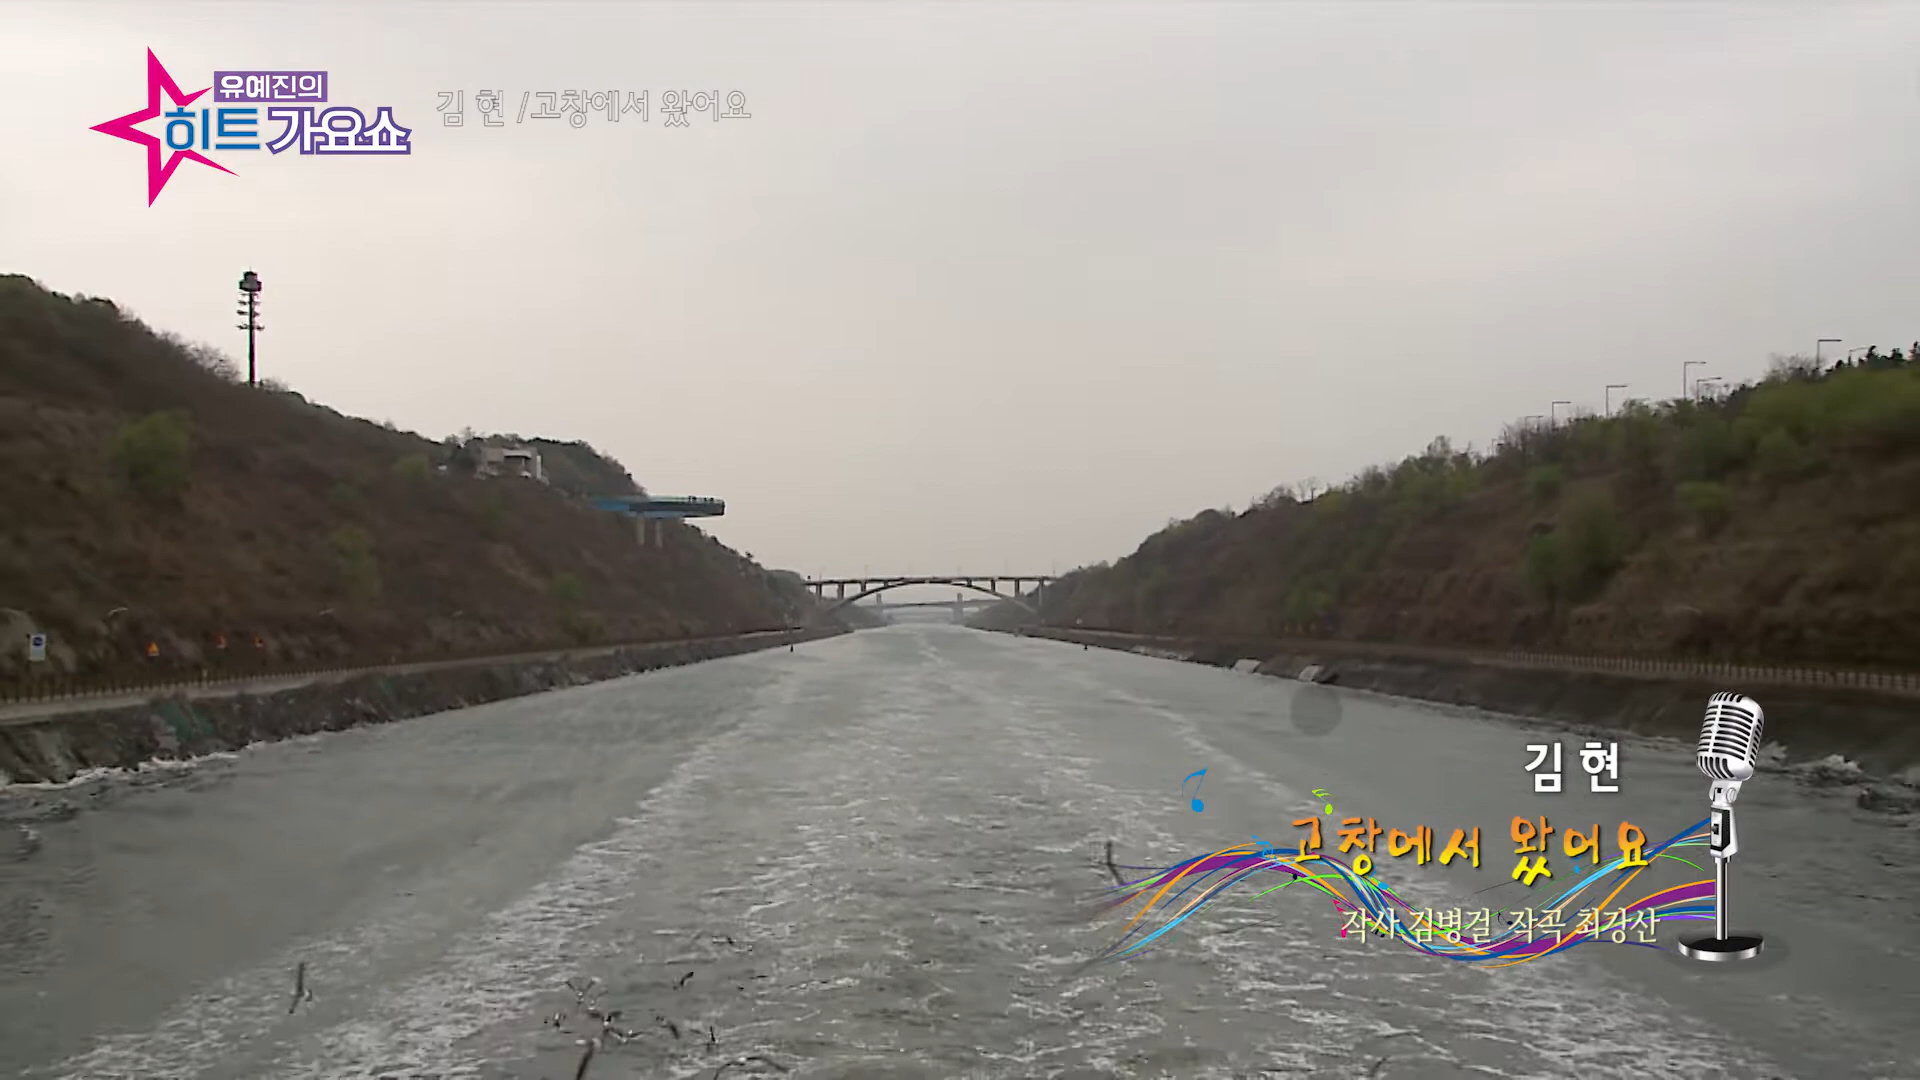 유예진의
히트 가요쇼
김 현 /고창에서 왔어요
김 현
고창에서 왔어요
작사 김병걸 작곡 최강산